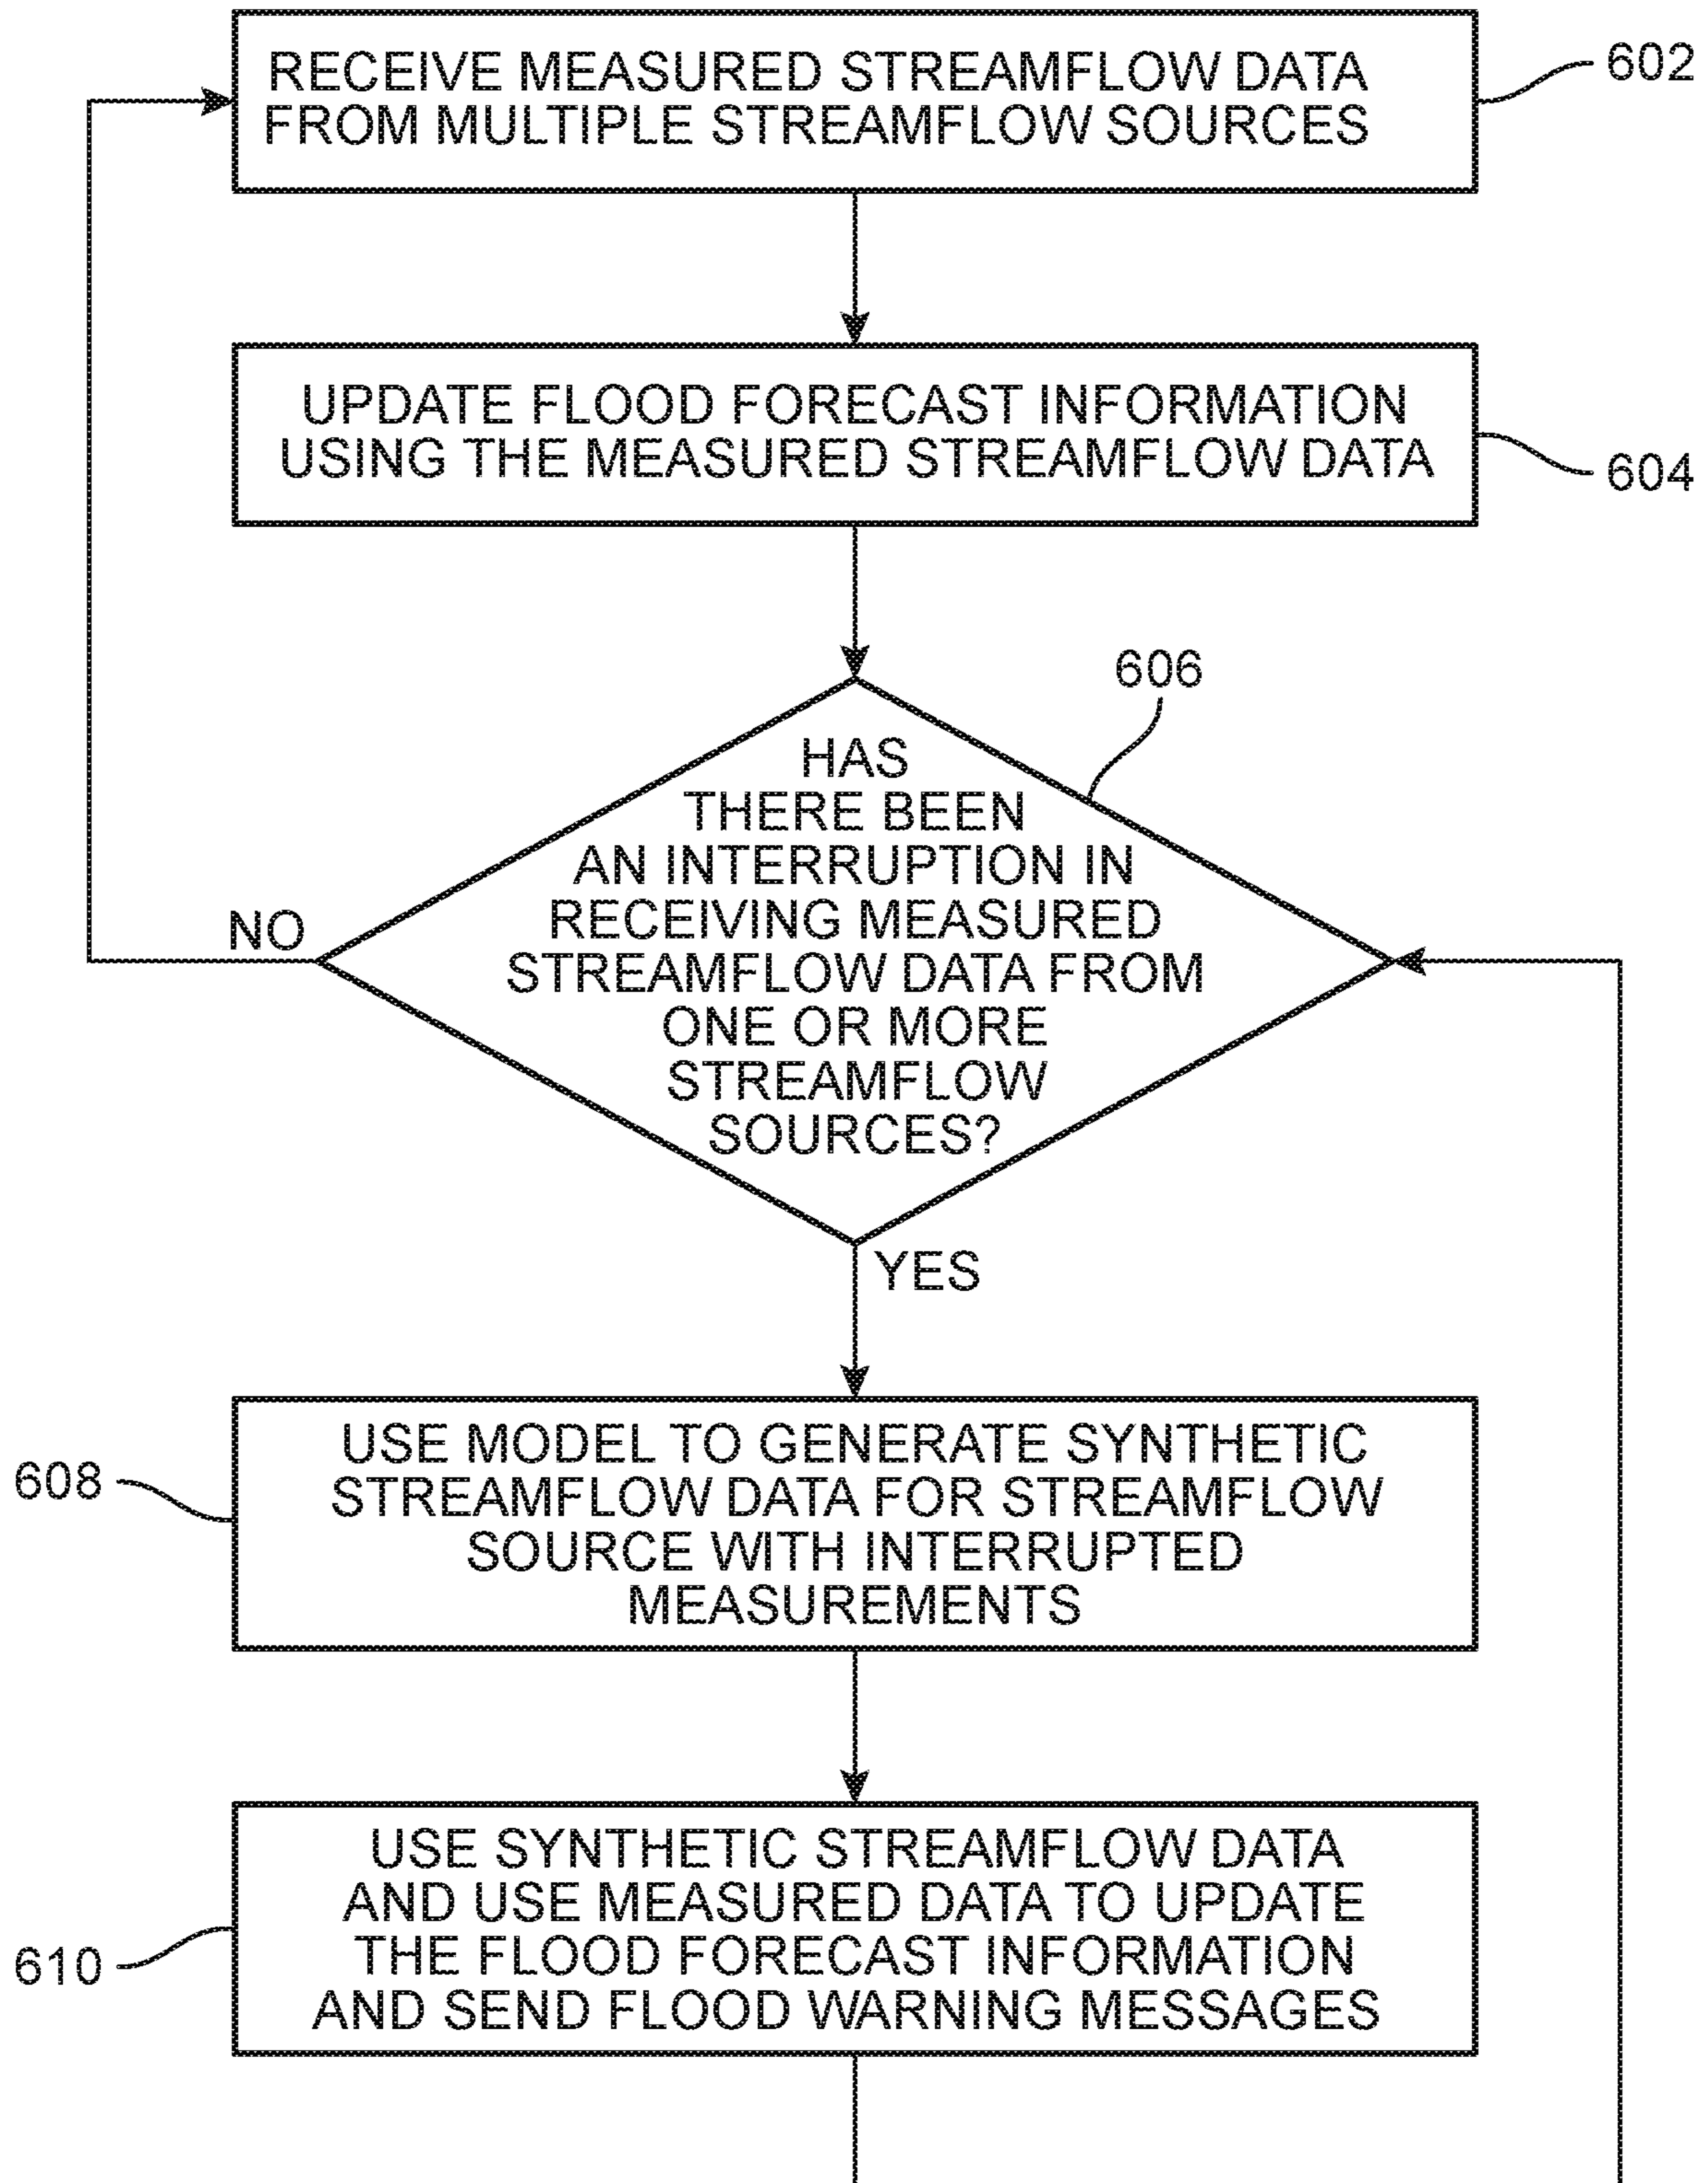 RECEIVE MEASURED STREAMFLOW DATA
FROM MULTIPLE STREAMFLOW SOURCES
602
UPDATE FLOOD FORECAST INFORMATION
USING THE MEASURED STREAMFLOW DATA
604
606
HAS
THERE BEEN
AN INTERRUPTION IN
RECEIVING MEASURED
STREAMFLOW DATA FROM
ONE OR MORE
STREAMFLOW
SOURCES?
NO
YES
608
USE MODEL TO GENERATE SYNTHETIC
STREAMFLOW DATA FOR STREAMFLOW
SOURCE WITH INTERRUPTED
MEASUREMENTS
610
USE SYNTHETIC STREAMFLOW DATA
AND USE MEASURED DATA TO UPDATE
THE FLOOD FORECAST INFORMATION
AND SEND FLOOD WARNING MESSAGES